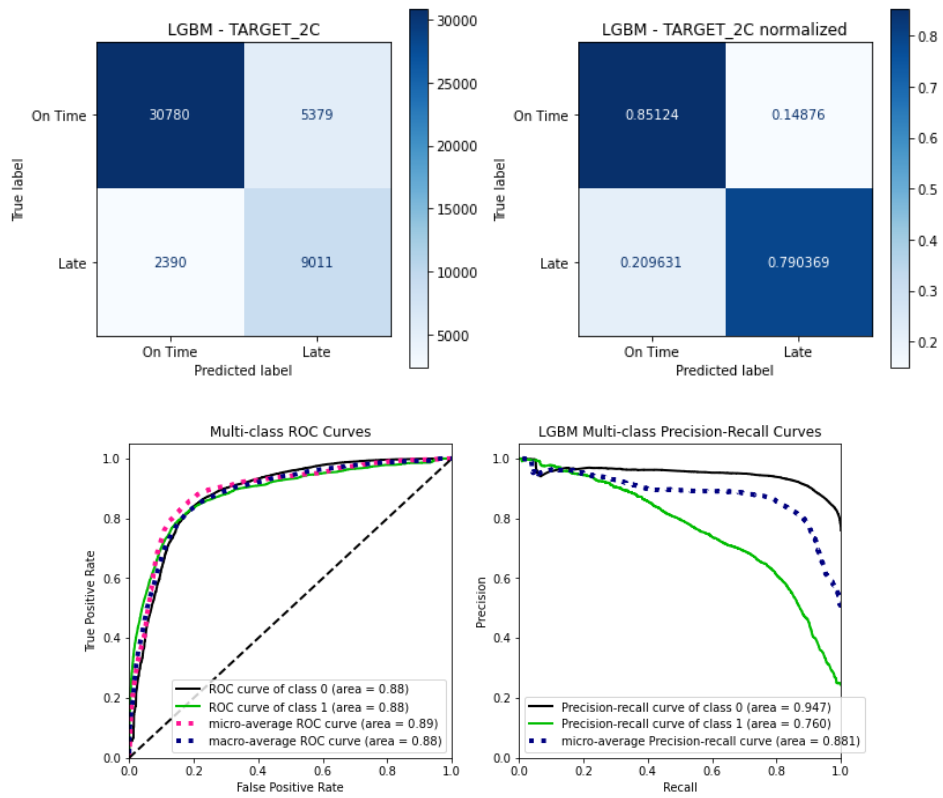 LGBM - TARGET_2C
On Time
Late
True label
30780
5379
2390
9011
On Time
Late
Predicted label
30000
25000
20000
15000
10000
5000
LGBM - TARGET_2C normalized
On Time
Late
True label
0.85124
0.14876
0.209631
0.790369
On Time
Late
Predicted label
0.8
0.7
0.6
0.5
0.4
0.3
0.2
Multi-class ROC Curves
1.0
0.8
0.6
0.4
0.2
0.0
True Positive Rate
ROC curve of class 0 (area = 0.88)
ROC curve of class 1 (area = 0.88)
micro-average ROC curve (area = 0.89)
macro-average ROC curve (area = 0.88)
0.0 0.2 0.4 0.6 0.8 1.0
False Positive Rate
LGBM Multi-class Precision-Recall Curves
1.0
0.8
0.6
0.4
0.2
0.0
Precision
Precision-recall curve of class 0 (area = 0.947)
Precision-recall curve of class 1 (area = 0.760)
micro-average Precision-recall curve (area = 0.881)
0.0 0.2 0.4 0.6 0.8 1.0
Recall